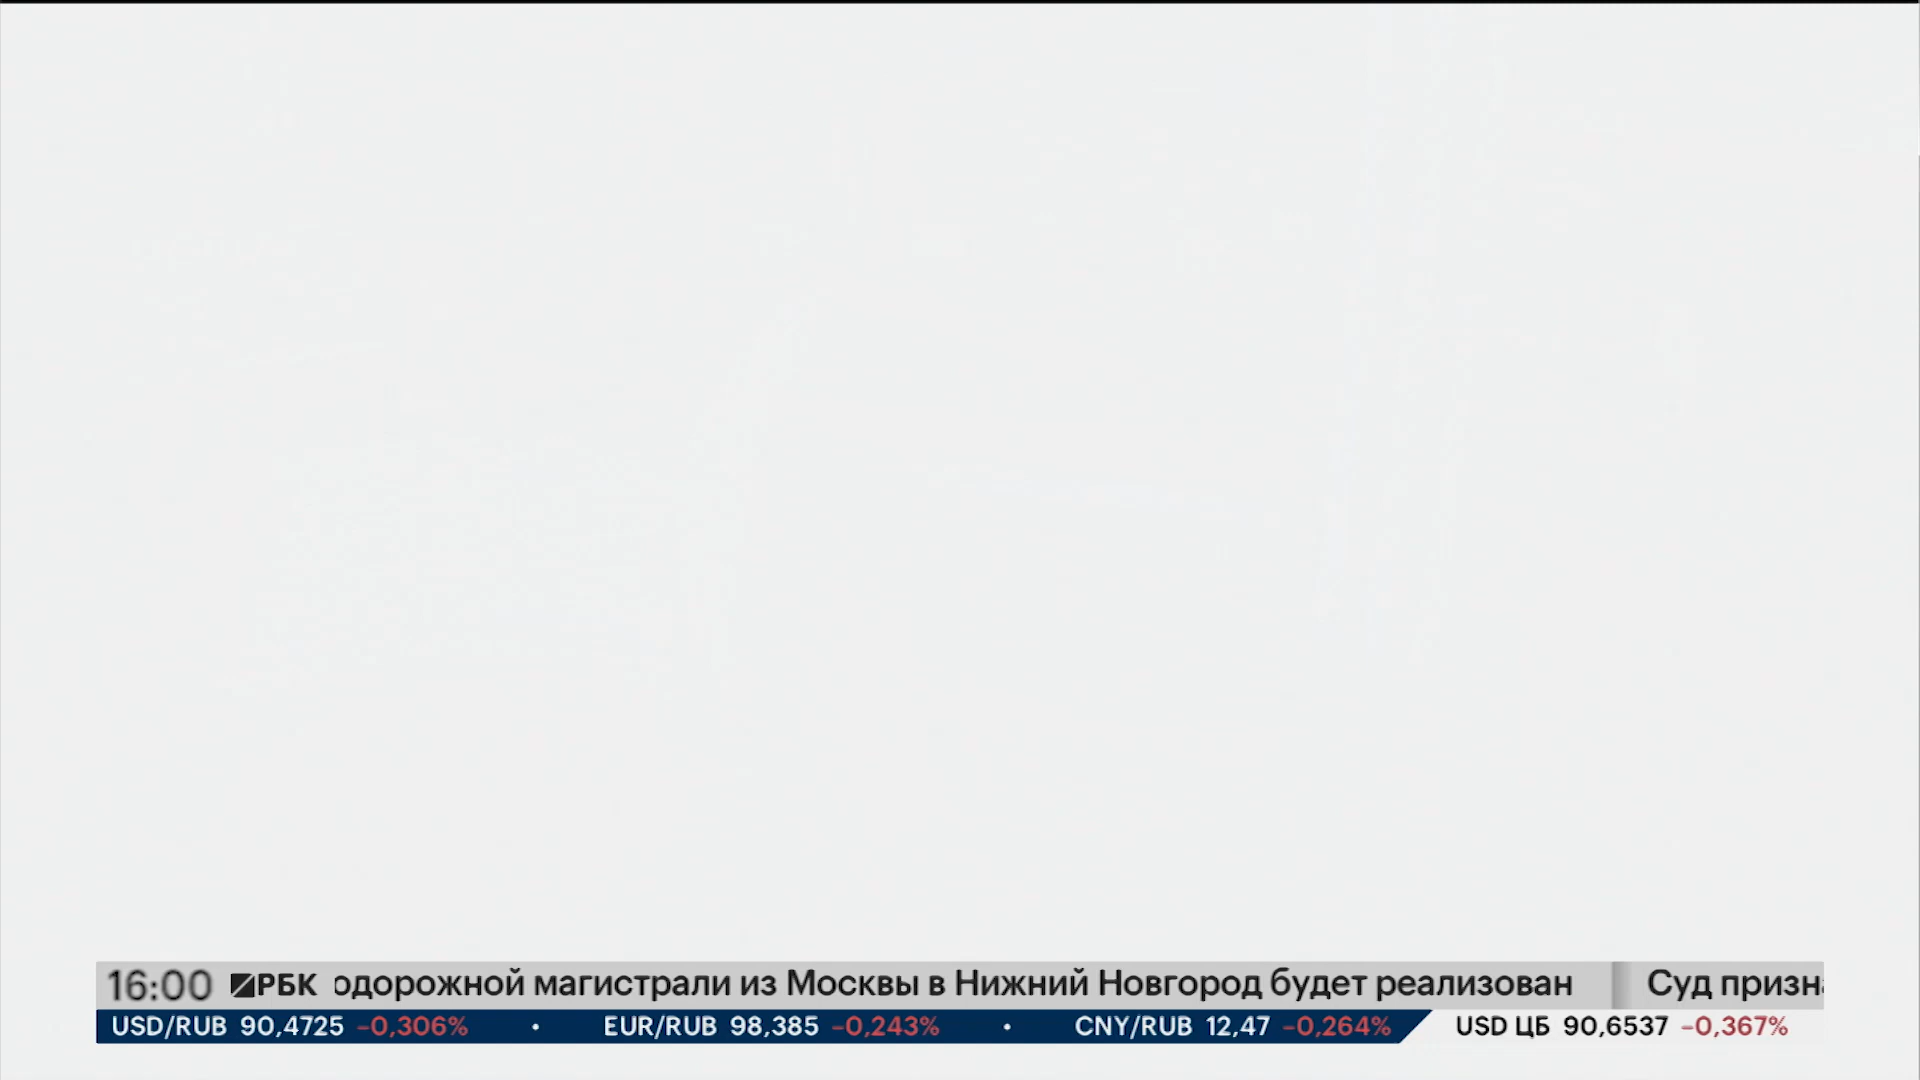 16:00 РБК одорожной магистрали из Москвы в Нижний Новгород будет реализован Суд призн
USD/RUB 90,4725 −0,306% • EUR/RUB 98,385 −0,243% • CNY/RUB 12,47 −0,264% USD ЦБ 90,6537 −0,367%